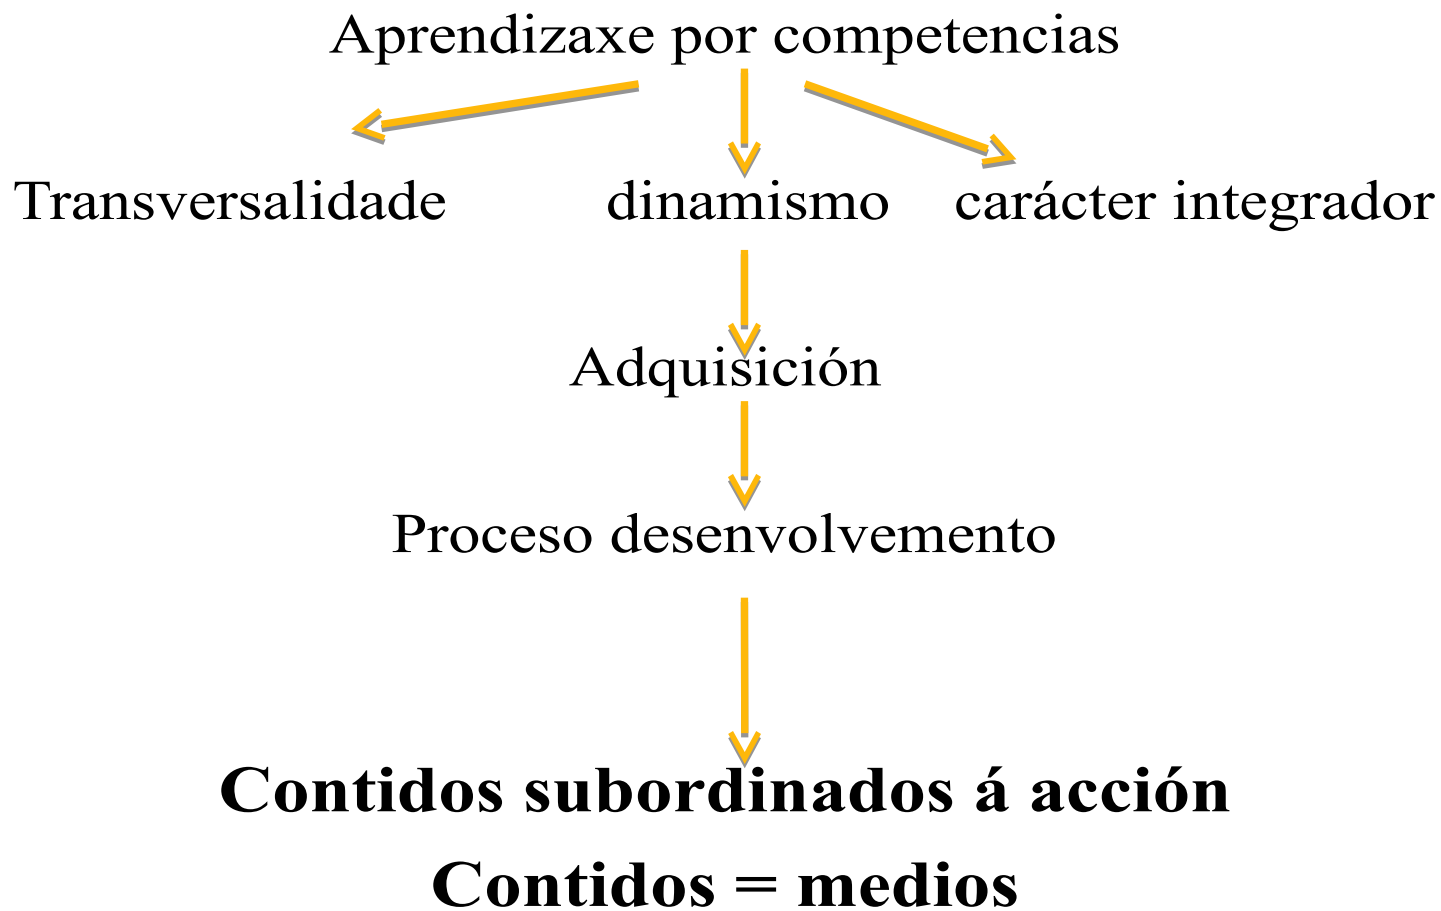 Aprendizaxe por competencias
Transversalidade dinamismo carácter integrador
Adquisición
Proceso desenvolvemento
Contidos subordinados á acción
Contidos = medios